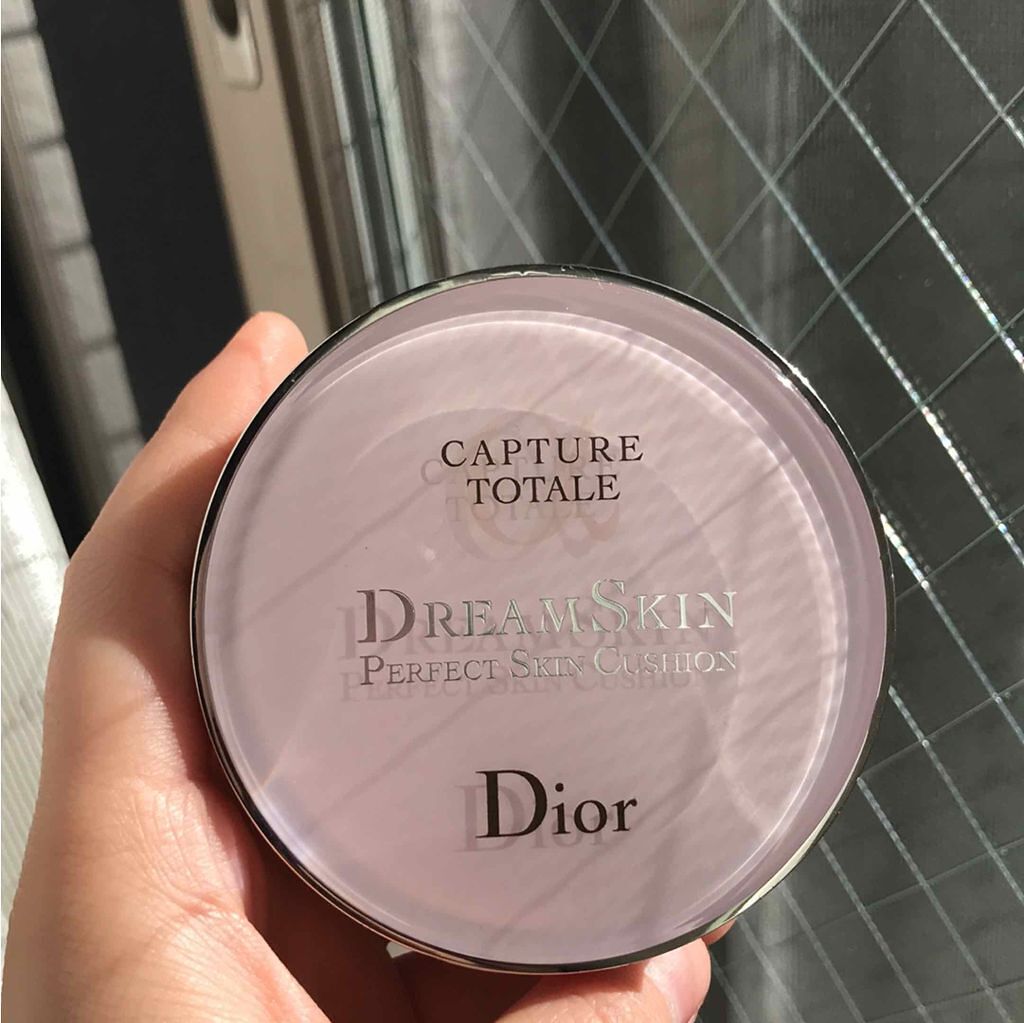 CAPTURE
TOTALE
DREAMSKIN
PERFECT SKIN CUSHION
Dior